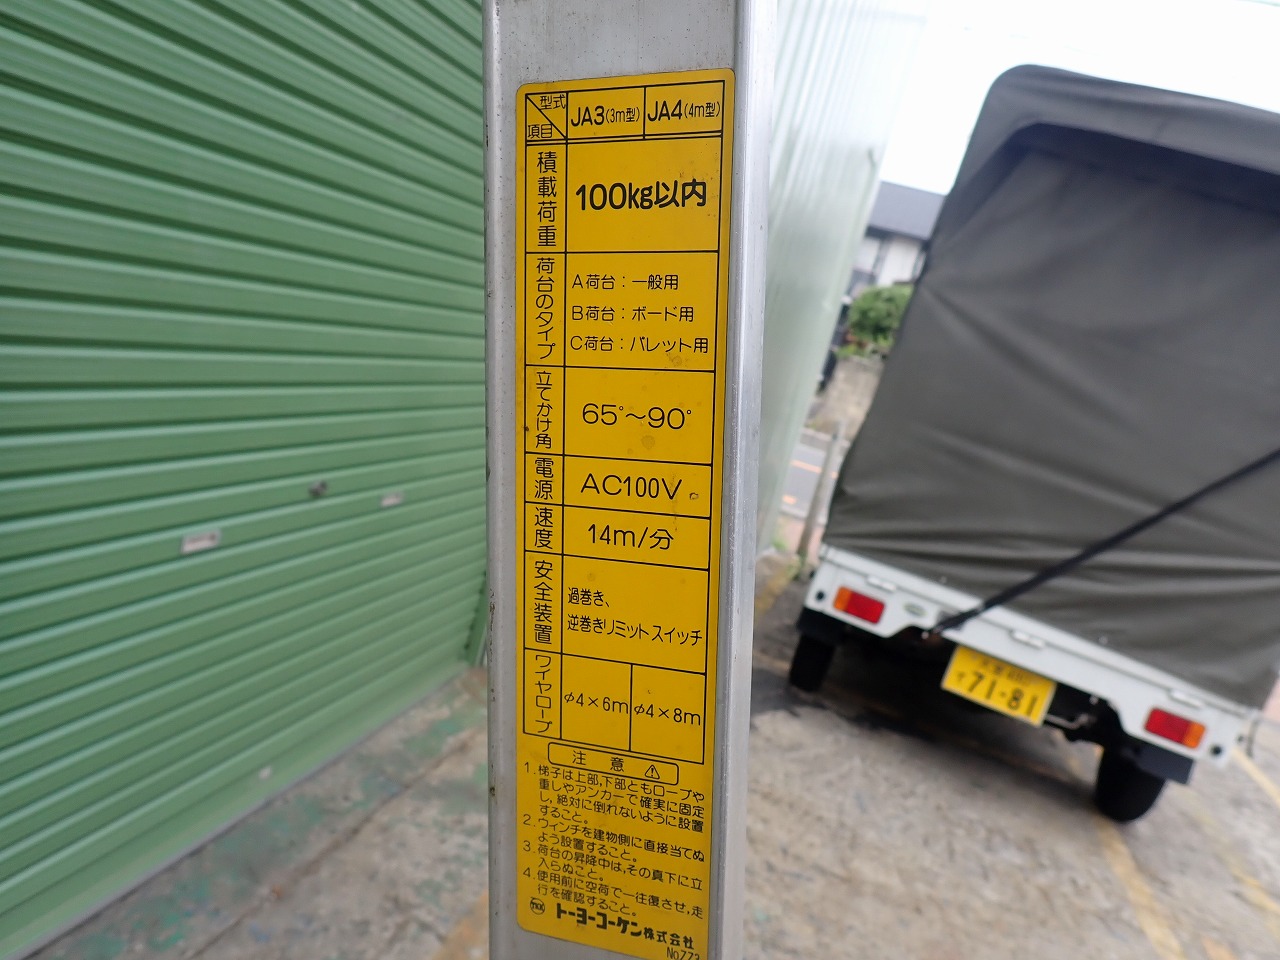 型式
項目
JA3(3m型)
JA4(4m型)
積載荷重
100kg以内
荷台のタイプ
A荷台：一般用
B荷台：ボード用
C荷台：パレット用
立てかけ角
65°～90°
電源
AC100V
速度
14m/分
安全装置
過巻き、
逆巻きリミットスイッチ
ワイヤロープ
φ4×6m
φ4×8m
注意
1.梯子は上部,下部ともロープや
重しやアンカーで確実に固定
し,絶対に倒れないように設置
すること。
2.ウィンチを建物側に直接当てぬ
よう設置すること。
3.荷台の昇降中は,その真下に立
入らぬこと。
4.使用前に空荷で一往復させ,走
行を確認すること。
トーヨーコーケン株式会社
No773
71-81